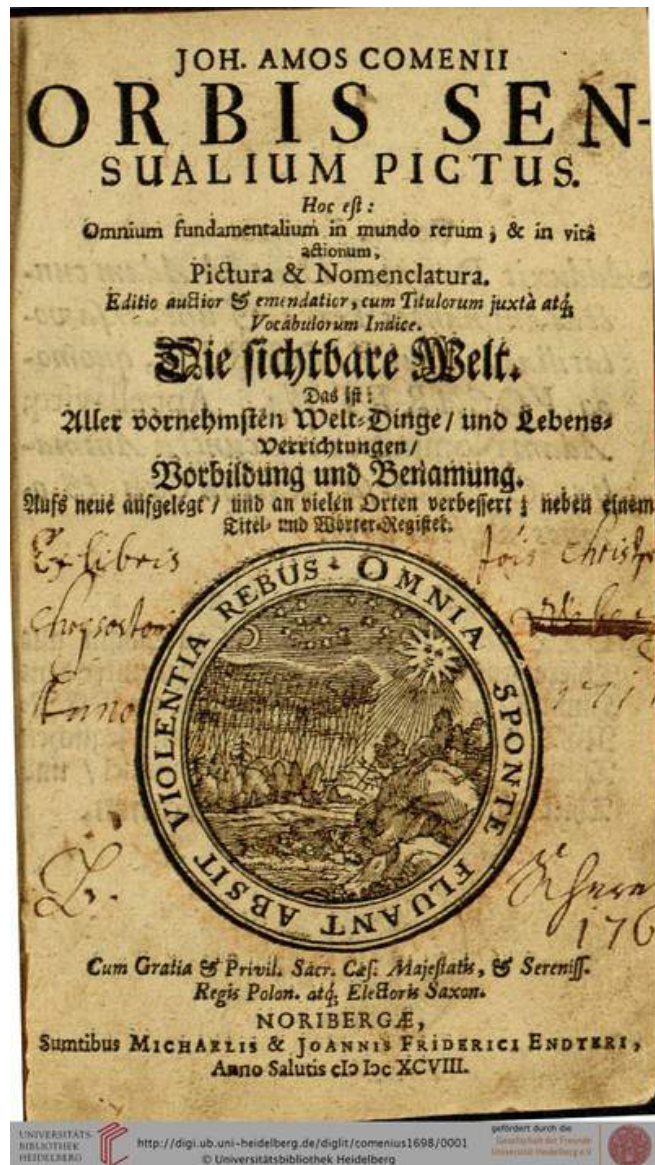 JOH. AMOS COMENII
ORBIS SEN-
SUALIUM PICTUS.
Hoc eſt:
Omnium fundamentalium in mundo rerum, & in vitâ
actionum,
Pictura & Nomenclatura.
Editio auctior & emendatior, cum Titulorum juxtà atq;
Vocabulorum Indice.
Die ſichtbare Welt.
Das iſt:
Aller vornehmſten Welt-Dinge/ und Lebens-
Verrichtungen/
Vorbildung und Benamung.
Aufs neue aufgelegt/ und an vielen Orten verbeſſert; neben einem
Titel- und Wörter-Regiſter.
Ex libris
Anno
OMNIA SPONTE FLUANT ABSIT VIOLENTIA REBUS
176
Cum Gratia & Privil. Sacr. Cæſ. Majeſtatis, & Sereniſſ.
Regis Polon. atq; Electoris Saxon.
NORIBERGÆ,
Sumtibus MICHAELIS & JOANNIS FRIDERICI ENDTERI,
Anno Salutis cIↄ Iↄc XCVIII.
UNIVERSITÄTS-
BIBLIOTHEK
HEIDELBERG
http://digi.ub.uni-heidelberg.de/diglit/comenius1698/0001
© Universitätsbibliothek Heidelberg
gefördert durch die
Gesellschaft der Freunde
Universität Heidelberg e.V.